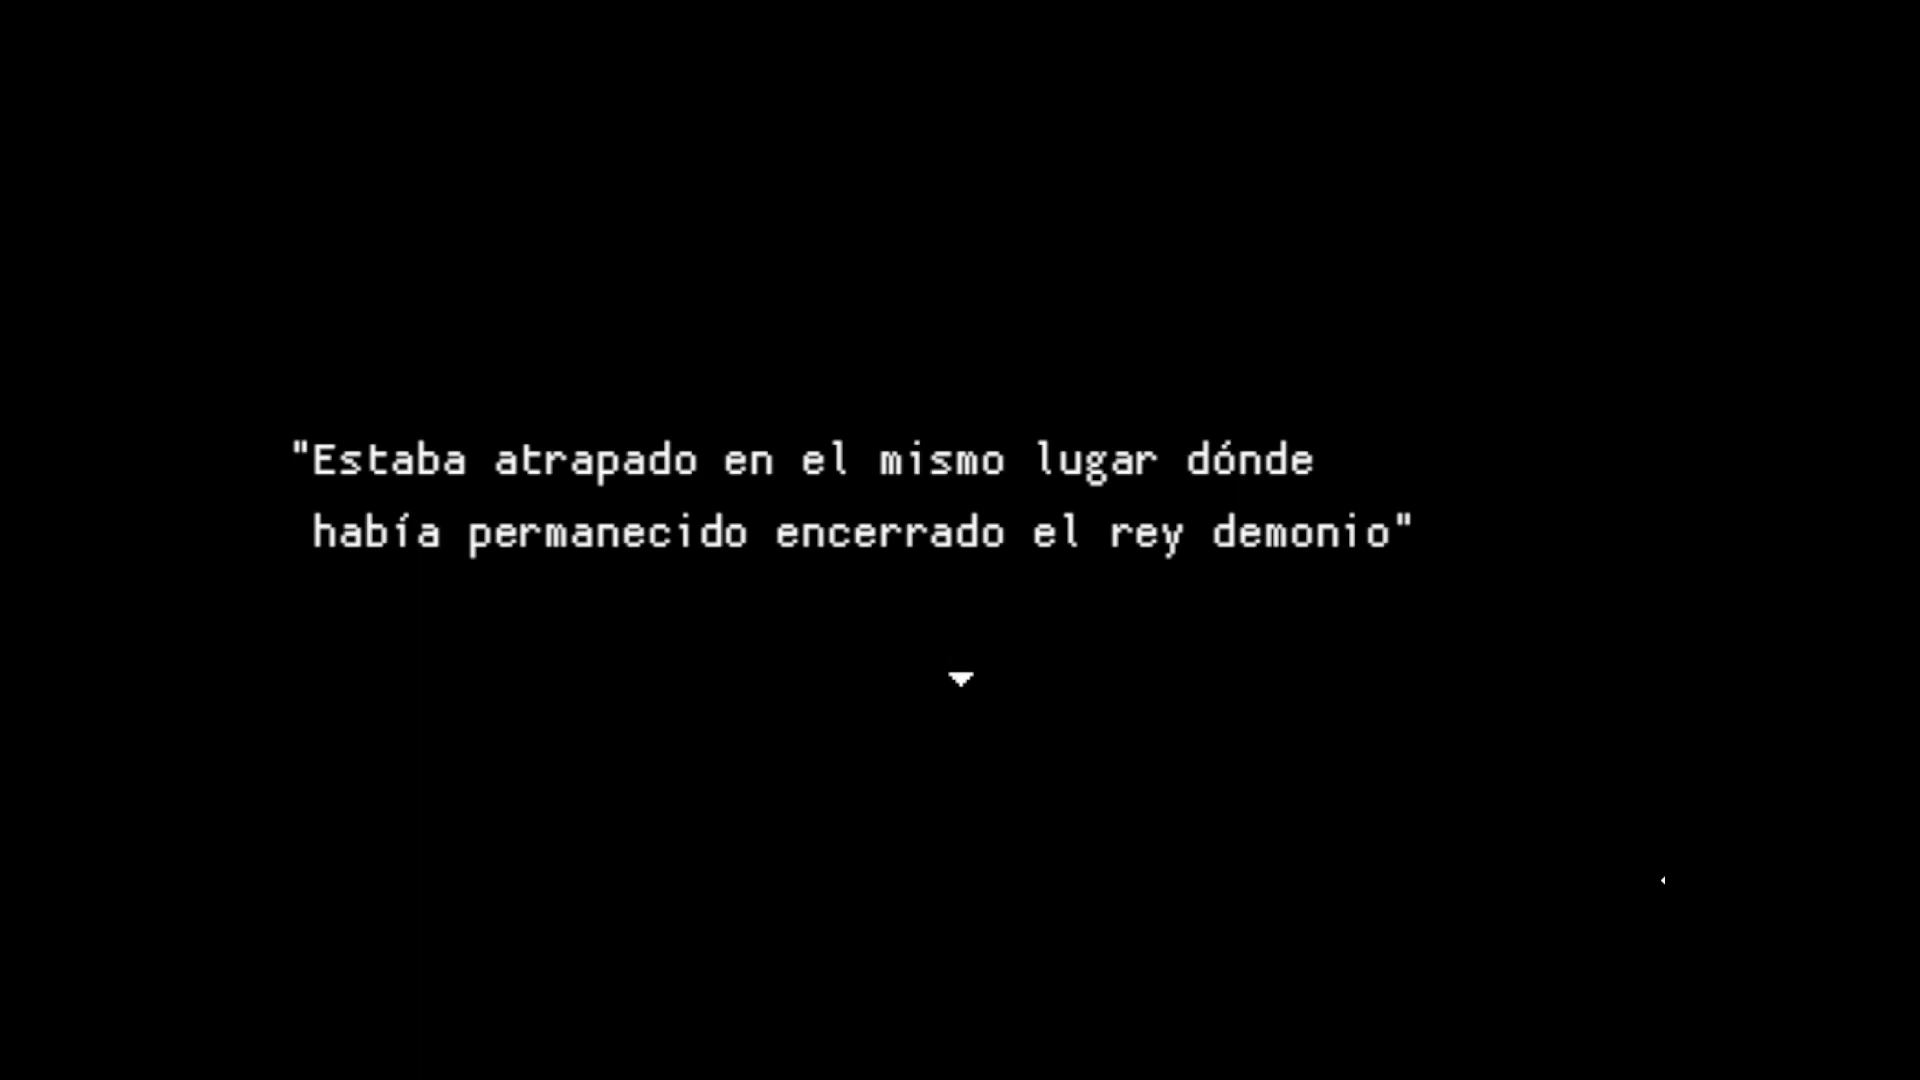 "Estaba atrapado en el mismo lugar dónde
había permanecido encerrado el rey demonio"